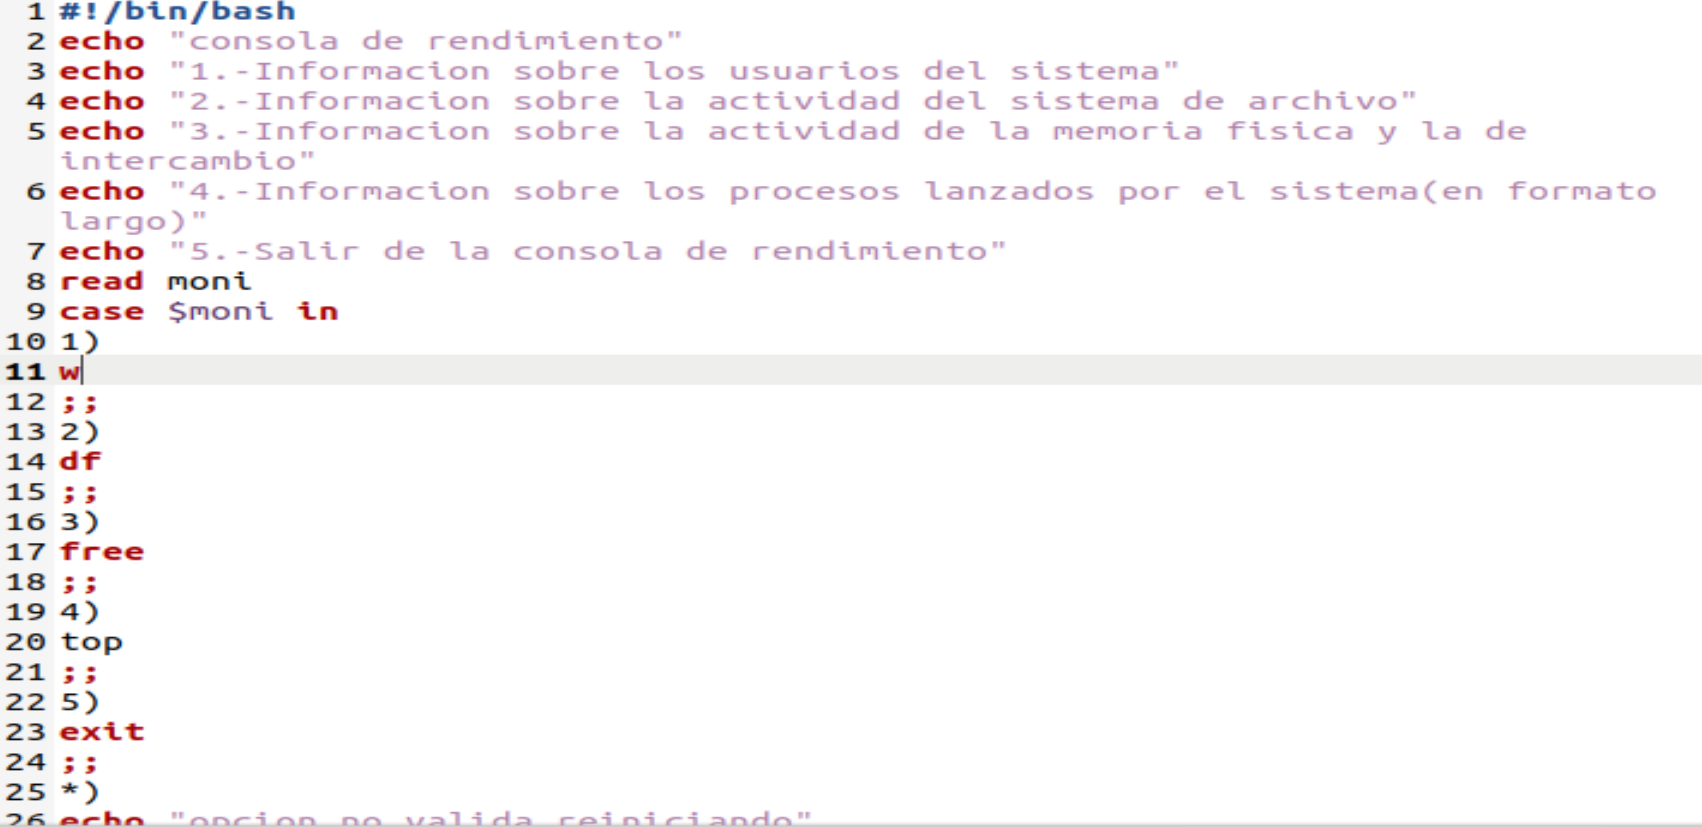 1 #!/bin/bash
2 echo "consola de rendimiento"
3 echo "1.-Informacion sobre los usuarios del sistema"
4 echo "2.-Informacion sobre la actividad del sistema de archivo"
5 echo "3.-Informacion sobre la actividad de la memoria fisica y la de
intercambio"
6 echo "4.-Informacion sobre los procesos lanzados por el sistema(en formato
largo)"
7 echo "5.-Salir de la consola de rendimiento"
8 read moni
9 case $moni in
10 1)
11 w
12 ;;
13 2)
14 df
15 ;;
16 3)
17 free
18 ;;
19 4)
20 top
21 ;;
22 5)
23 exit
24 ;;
25 *)
26 echo "opcion no valida reiniciando"